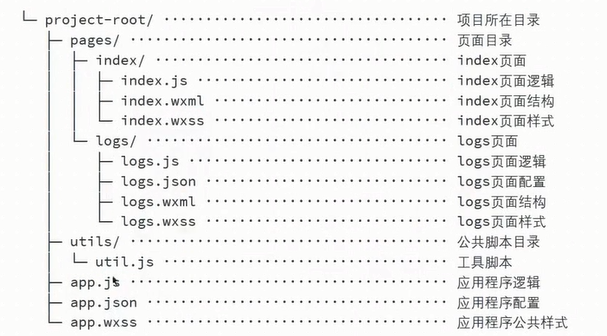 └─ project-root/ ······································ 项目所在目录
├─ pages/ ······································ 页面目录
│ ├─ index/ ······································ index页面
│ │ ├─ index.js ······························ index页面逻辑
│ │ ├─ index.wxml ···························· index页面结构
│ │ └─ index.wxss ···························· index页面样式
│ └─ logs/ ······································ logs页面
│ ├─ logs.js ······························ logs页面逻辑
│ ├─ logs.json ···························· logs页面配置
│ ├─ logs.wxml ···························· logs页面结构
│ └─ logs.wxss ···························· logs页面样式
├─ utils/ ······································ 公共脚本目录
│ └─ util.js ·································· 工具脚本
├─ app.js ······································ 应用程序逻辑
├─ app.json ···································· 应用程序配置
└─ app.wxss ···································· 应用程序公共样式